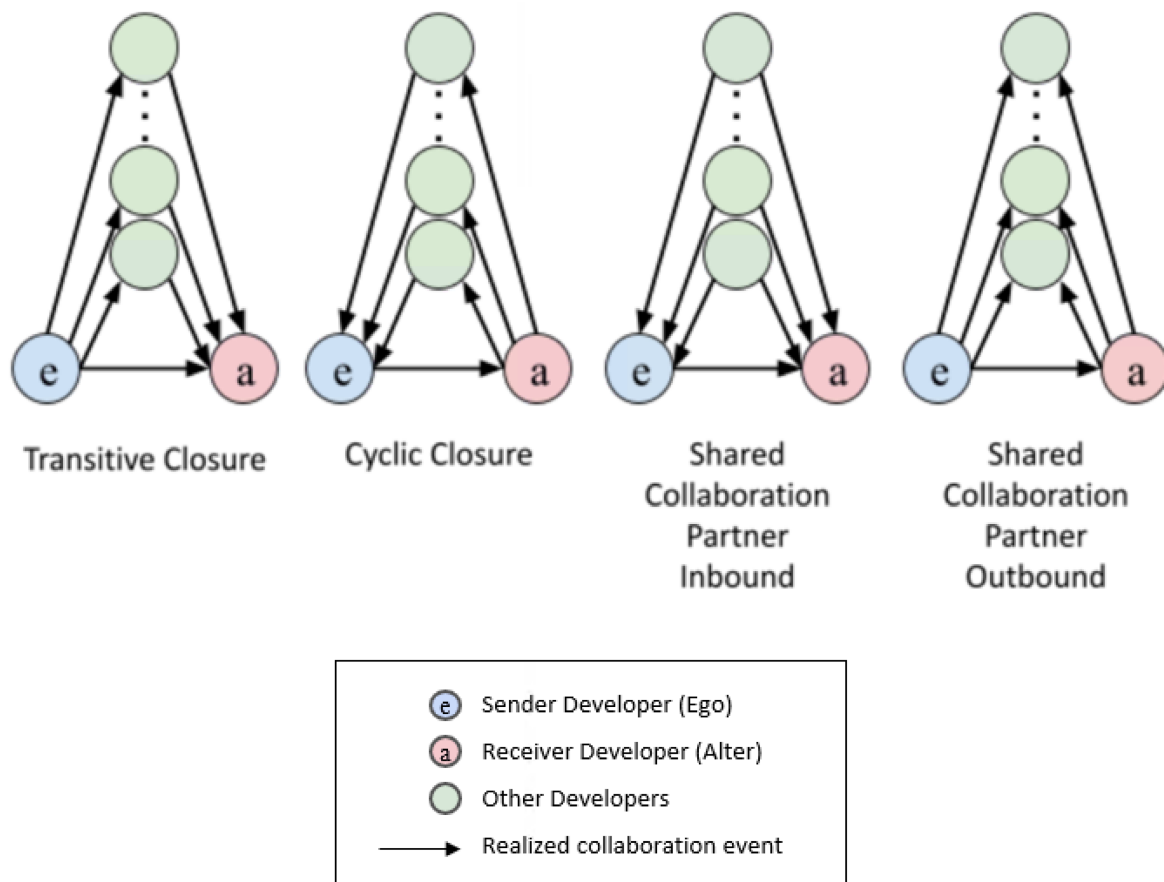 e a e a e a e a
Transitive Closure
Cyclic Closure
Shared
Collaboration
Partner
Inbound
Shared
Collaboration
Partner
Outbound
e Sender Developer (Ego)
a Receiver Developer (Alter)
Other Developers
Realized collaboration event